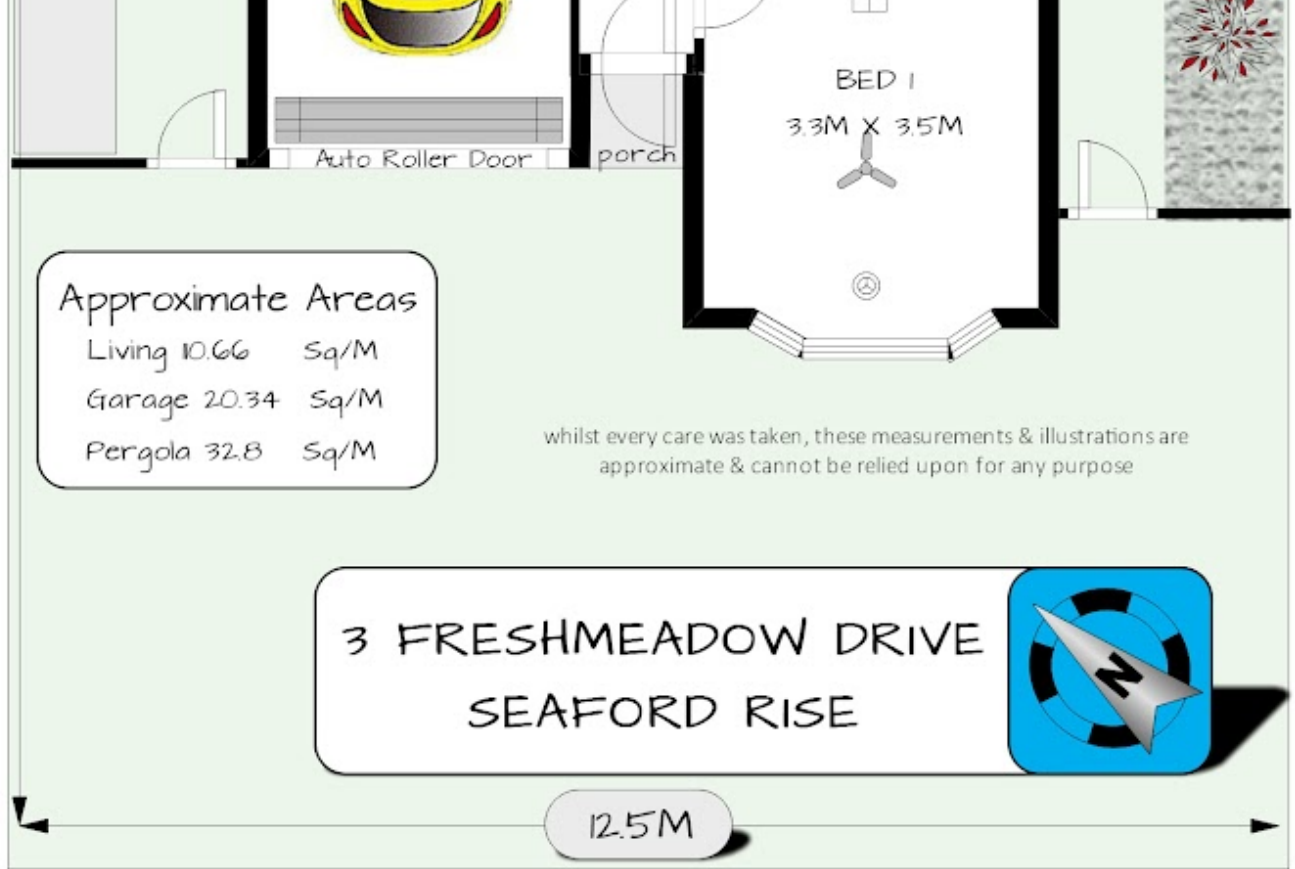 BED 1
3.3M X 3.5M
Auto Roller Door
porch
Approximate Areas
Living 110.66 Sq/M
Garage 20.34 Sq/M
Pergola 32.8 Sq/M
whilst every care was taken, these measurements & illustrations are
approximate & cannot be relied upon for any purpose
3 FRESHMEADOW DRIVE
SEAFORD RISE
N
12.5M